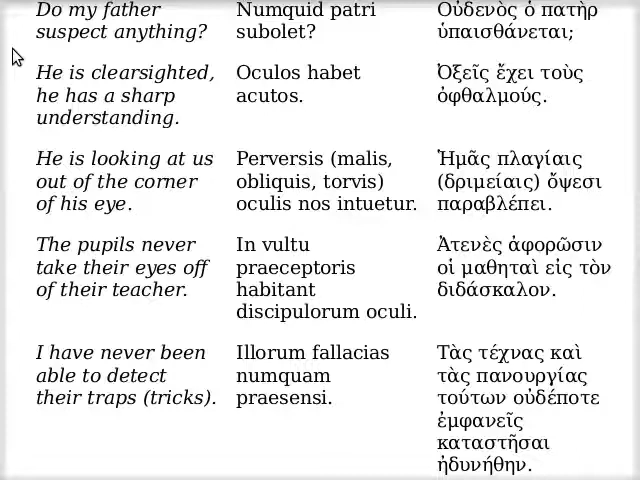 Do my father
suspect anything?
Numquid patri
subolet?
Οὐδενὸς ὁ πατὴρ
ὑπαισθάνεται;
He is clearsighted,
he has a sharp
understanding.
Oculos habet
acutos.
Ὀξεῖς ἔχει τοὺς
ὀφθαλμούς.
He is looking at us
out of the corner
of his eye.
Perversis (malis,
obliquis, torvis)
oculis nos intuetur.
Ἡμᾶς πλαγίαις
(δριμείαις) ὄψεσι
παραβλέπει.
The pupils never
take their eyes off
of their teacher.
In vultu
praeceptoris
habitant
discipulorum oculi.
Ἀτενὲς ἀφορῶσιν
οἱ μαθηταὶ εἰς τὸν
διδάσκαλον.
I have never been
able to detect
their traps (tricks).
Illorum fallacias
numquam
praesensi.
Τὰς τέχνας καὶ
τὰς πανουργίας
τούτων οὐδέποτε
ἐμφανεῖς
καταστῆσαι
ἠδυνήθην.